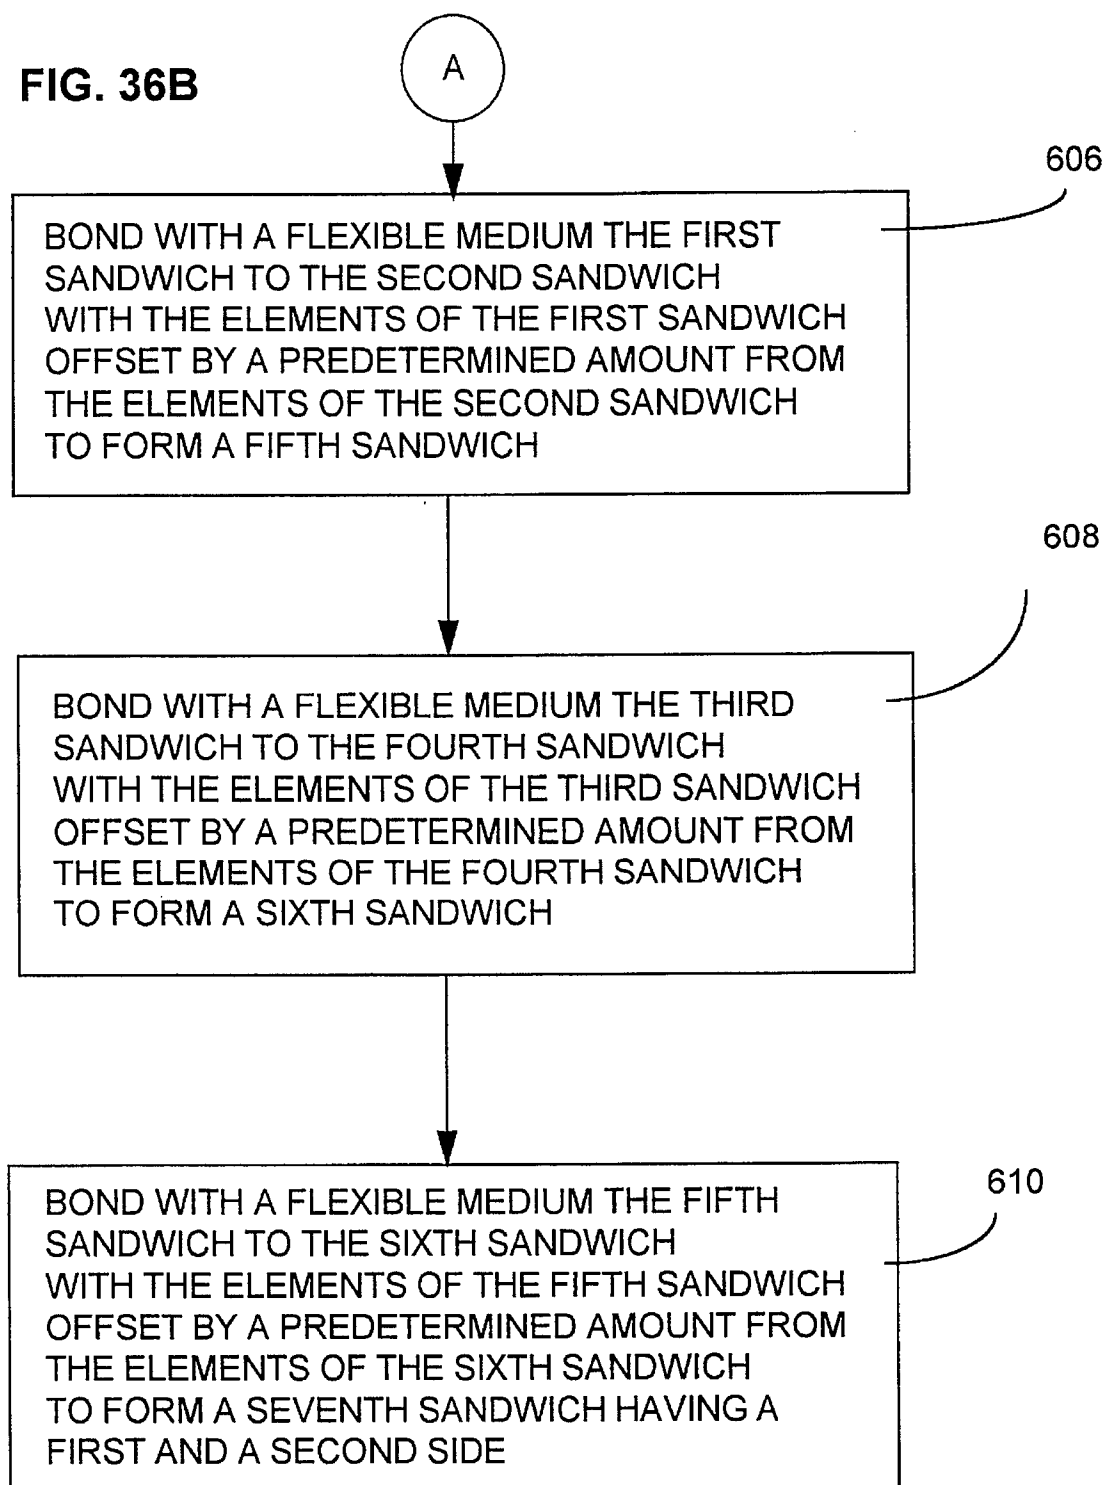 A
FIG. 36B
606
BOND WITH A FLEXIBLE MEDIUM THE FIRST
SANDWICH TO THE SECOND SANDWICH
WITH THE ELEMENTS OF THE FIRST SANDWICH
OFFSET BY A PREDETERMINED AMOUNT FROM
THE ELEMENTS OF THE SECOND SANDWICH
TO FORM A FIFTH SANDWICH
608
BOND WITH A FLEXIBLE MEDIUM THE THIRD
SANDWICH TO THE FOURTH SANDWICH
WITH THE ELEMENTS OF THE THIRD SANDWICH
OFFSET BY A PREDETERMINED AMOUNT FROM
THE ELEMENTS OF THE FOURTH SANDWICH
TO FORM A SIXTH SANDWICH
610
BOND WITH A FLEXIBLE MEDIUM THE FIFTH
SANDWICH TO THE SIXTH SANDWICH
WITH THE ELEMENTS OF THE FIFTH SANDWICH
OFFSET BY A PREDETERMINED AMOUNT FROM
THE ELEMENTS OF THE SIXTH SANDWICH
TO FORM A SEVENTH SANDWICH HAVING A
FIRST AND A SECOND SIDE